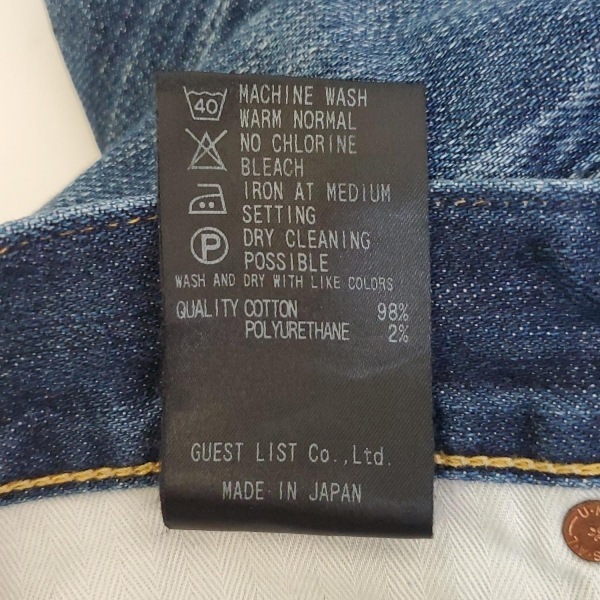 40 MACHINE WASH
WARM NORMAL
NO CHLORINE
BLEACH
IRON AT MEDIUM
SETTING
P DRY CLEANING
POSSIBLE
WASH AND DRY WITH LIKE COLORS
QUALITY COTTON 98%
POLYURETHANE 2%
GUEST LIST Co.,Ltd.
MADE IN JAPAN